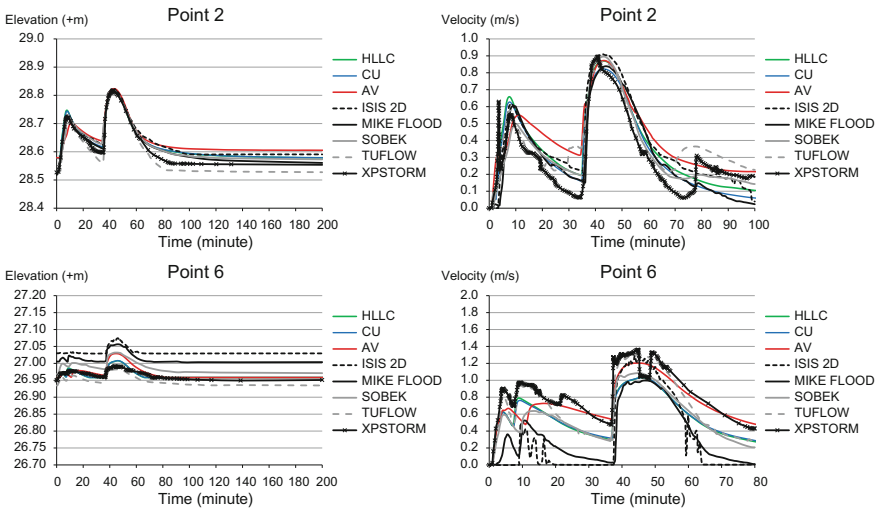 Elevation (+m)
Point 2
29.0
28.9
28.8
28.7
28.6
28.5
28.4
0 20 40 60 80 100 120 140 160 180 200
Time (minute)
HLLC
CU
AV
ISIS 2D
MIKE FLOOD
SOBEK
TUFLOW
XPSTORM
Velocity (m/s)
Point 2
1.0
0.9
0.8
0.7
0.6
0.5
0.4
0.3
0.2
0.1
0.0
0 10 20 30 40 50 60 70 80 90 100
Time (minute)
HLLC
CU
AV
ISIS 2D
MIKE FLOOD
SOBEK
TUFLOW
XPSTORM
Elevation (+m)
Point 6
27.20
27.15
27.10
27.05
27.00
26.95
26.90
26.85
26.80
26.75
26.70
0 20 40 60 80 100 120 140 160 180 200
Time (minute)
HLLC
CU
AV
ISIS 2D
MIKE FLOOD
SOBEK
TUFLOW
XPSTORM
Velocity (m/s)
Point 6
2.0
1.8
1.6
1.4
1.2
1.0
0.8
0.6
0.4
0.2
0.0
0 10 20 30 40 50 60 70 80
Time (minute)
HLLC
CU
AV
ISIS 2D
MIKE FLOOD
SOBEK
TUFLOW
XPSTORM